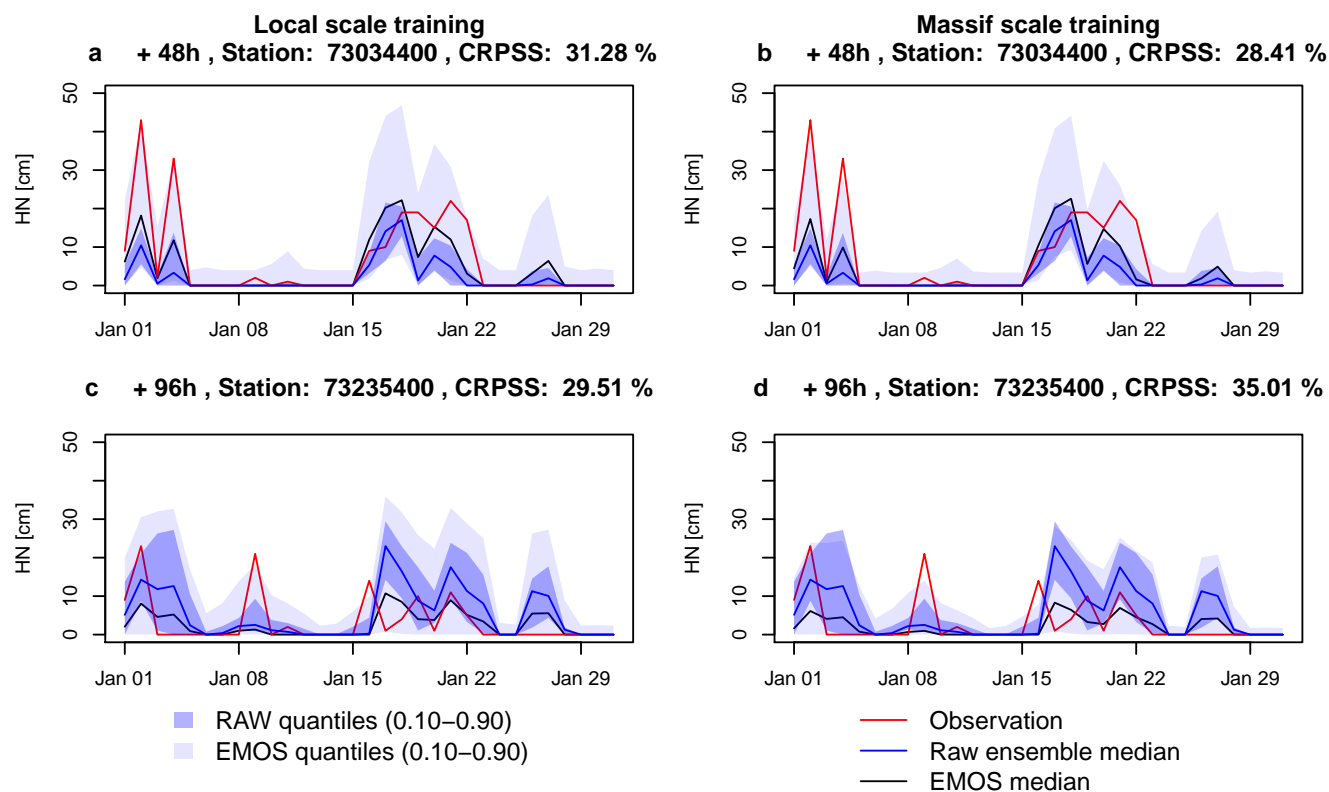 Local scale training
a + 48h , Station: 73034400 , CRPSS: 31.28 %
HN [cm]
50
30
10
0
Jan 01 Jan 08 Jan 15 Jan 22 Jan 29
Massif scale training
b + 48h , Station: 73034400 , CRPSS: 28.41 %
HN [cm]
50
30
10
0
Jan 01 Jan 08 Jan 15 Jan 22 Jan 29
c + 96h , Station: 73235400 , CRPSS: 29.51 %
HN [cm]
50
30
10
0
Jan 01 Jan 08 Jan 15 Jan 22 Jan 29
d + 96h , Station: 73235400 , CRPSS: 35.01 %
HN [cm]
50
30
10
0
Jan 01 Jan 08 Jan 15 Jan 22 Jan 29
RAW quantiles (0.10−0.90)
EMOS quantiles (0.10−0.90)
Observation
Raw ensemble median
EMOS median